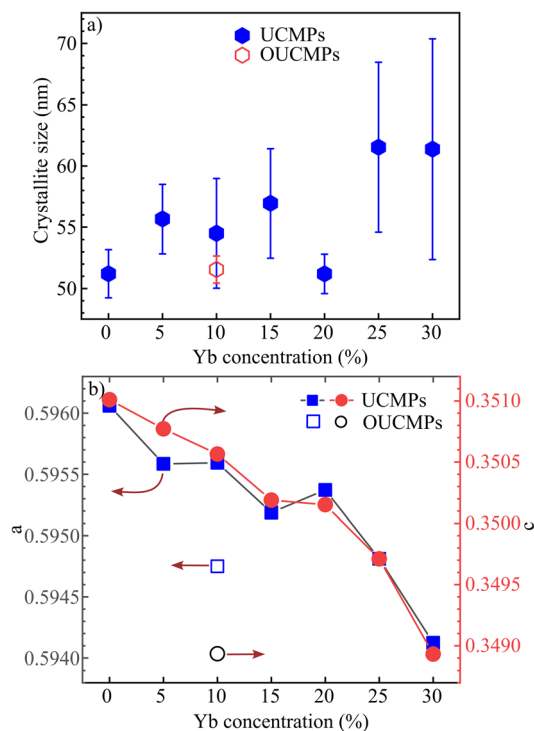 a)
UCMPs
OUCMPs
Crystallite size (nm)
70
65
60
55
50
0 5 10 15 20 25 30
Yb concentration (%)
b)
UCMPs
OUCMPs
a
0.5960
0.5955
0.5950
0.5945
0.5940
c
0.3510
0.3505
0.3500
0.3495
0.3490
0 5 10 15 20 25 30
Yb concentration (%)